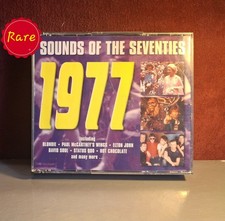 Rare
SOUNDS OF THE SEVENTIES
1977
including
BLONDIE • PAUL McCARTNEY'S WINGS • ELTON JOHN
DAVID SOUL • STATUS QUO • HOT CHOCOLATE
and many more